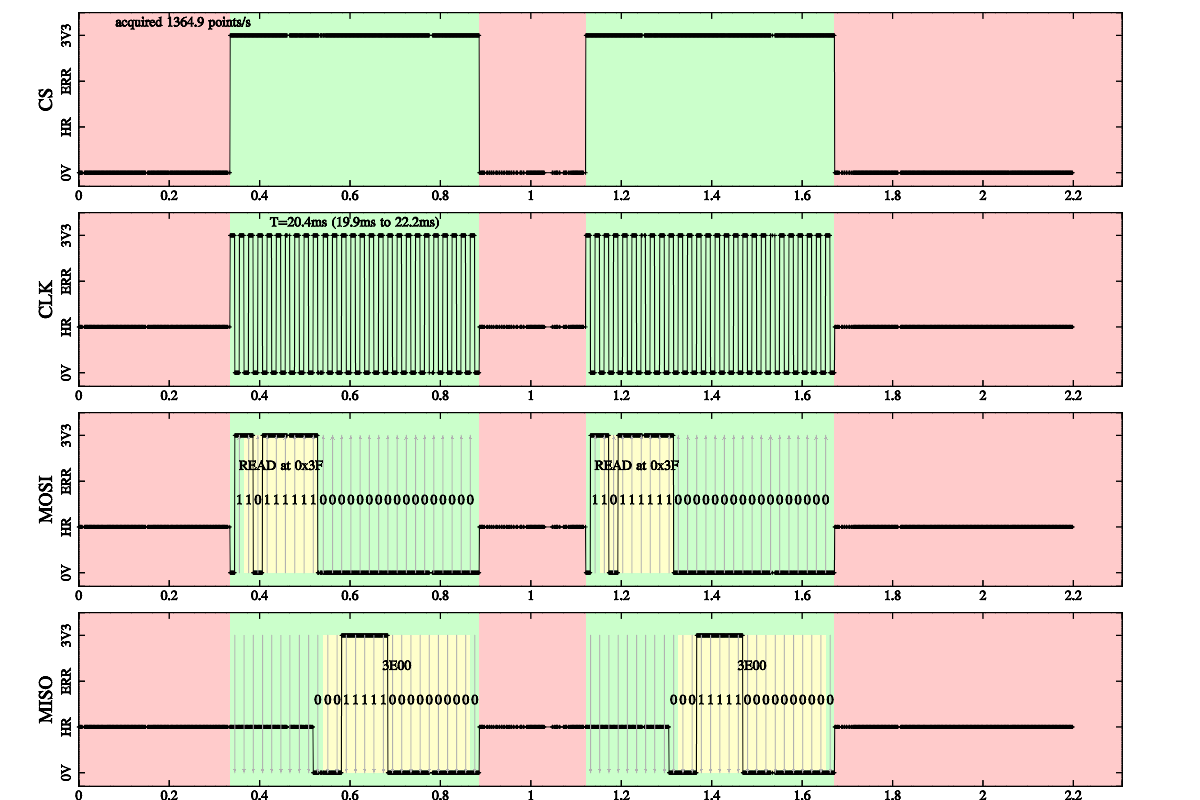 acquired 1364.9 points/s
CS
3V3
ERR
HR
0V
0 0.2 0.4 0.6 0.8 1 1.2 1.4 1.6 1.8 2 2.2
T=20.4ms (19.9ms to 22.2ms)
CLK
3V3
ERR
HR
0V
0 0.2 0.4 0.6 0.8 1 1.2 1.4 1.6 1.8 2 2.2
MOSI
3V3
ERR
HR
0V
READ at 0x3F READ at 0x3F
11011111100000000000000000 11011111100000000000000000
0 0.2 0.4 0.6 0.8 1 1.2 1.4 1.6 1.8 2 2.2
MISO
3V3
ERR
HR
0V
3E00 3E00
000111110000000000 000111110000000000
0 0.2 0.4 0.6 0.8 1 1.2 1.4 1.6 1.8 2 2.2